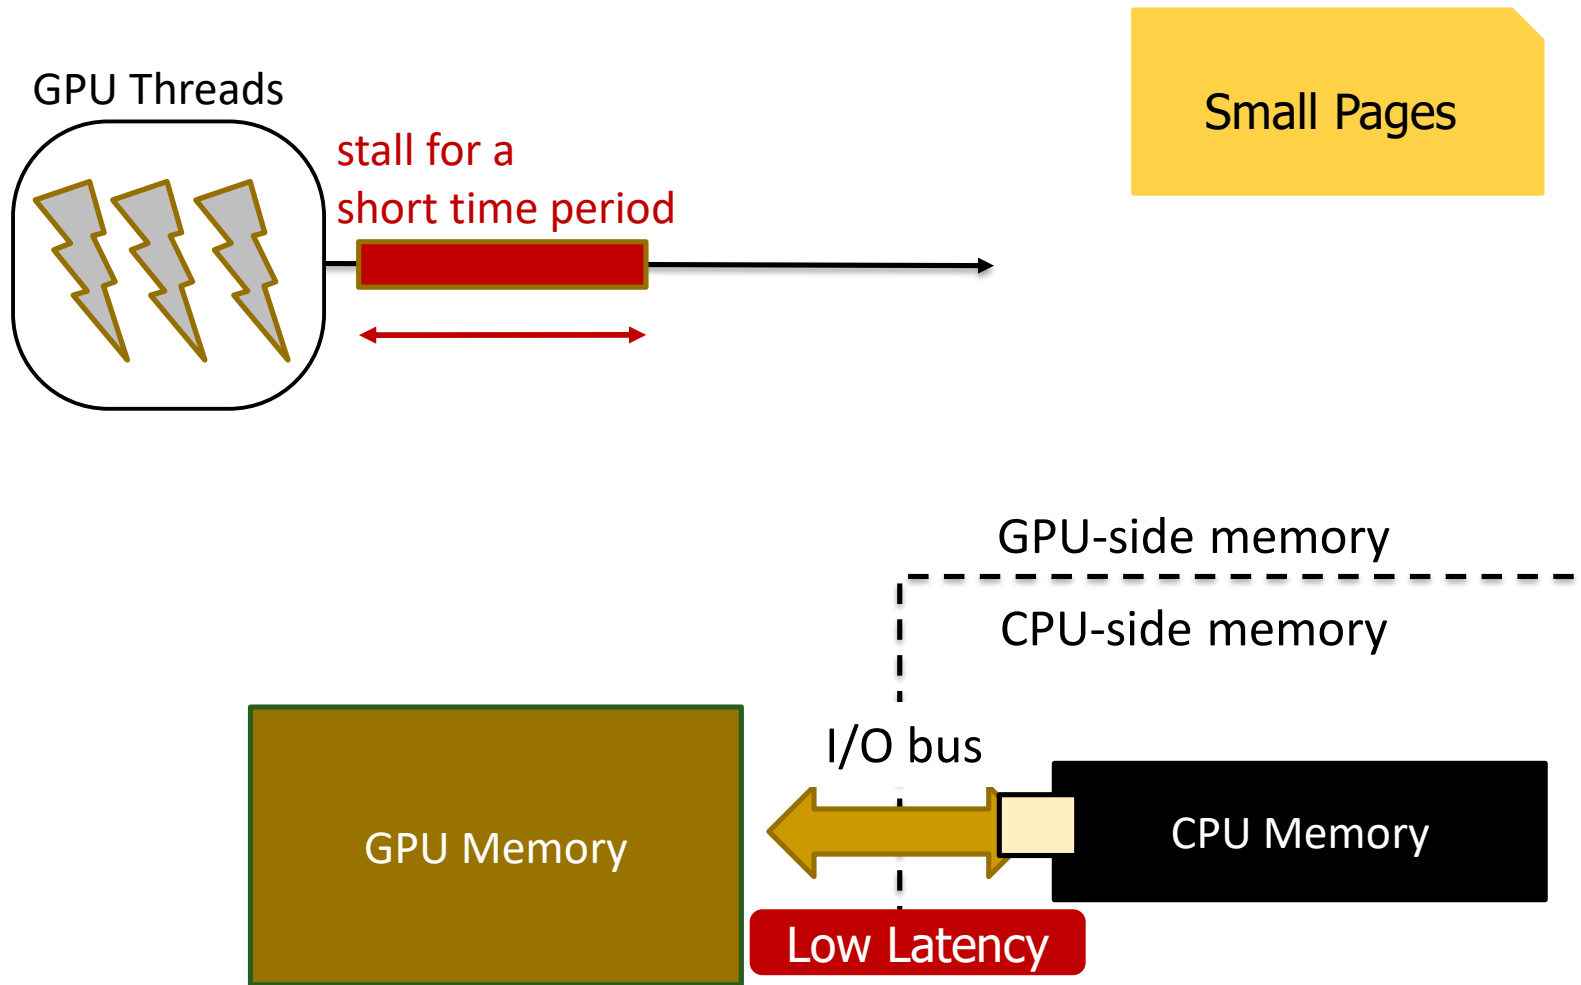 GPU Threads
stall for a
short time period
Small Pages
GPU-side memory
CPU-side memory
I/O bus
GPU Memory
CPU Memory
Low Latency